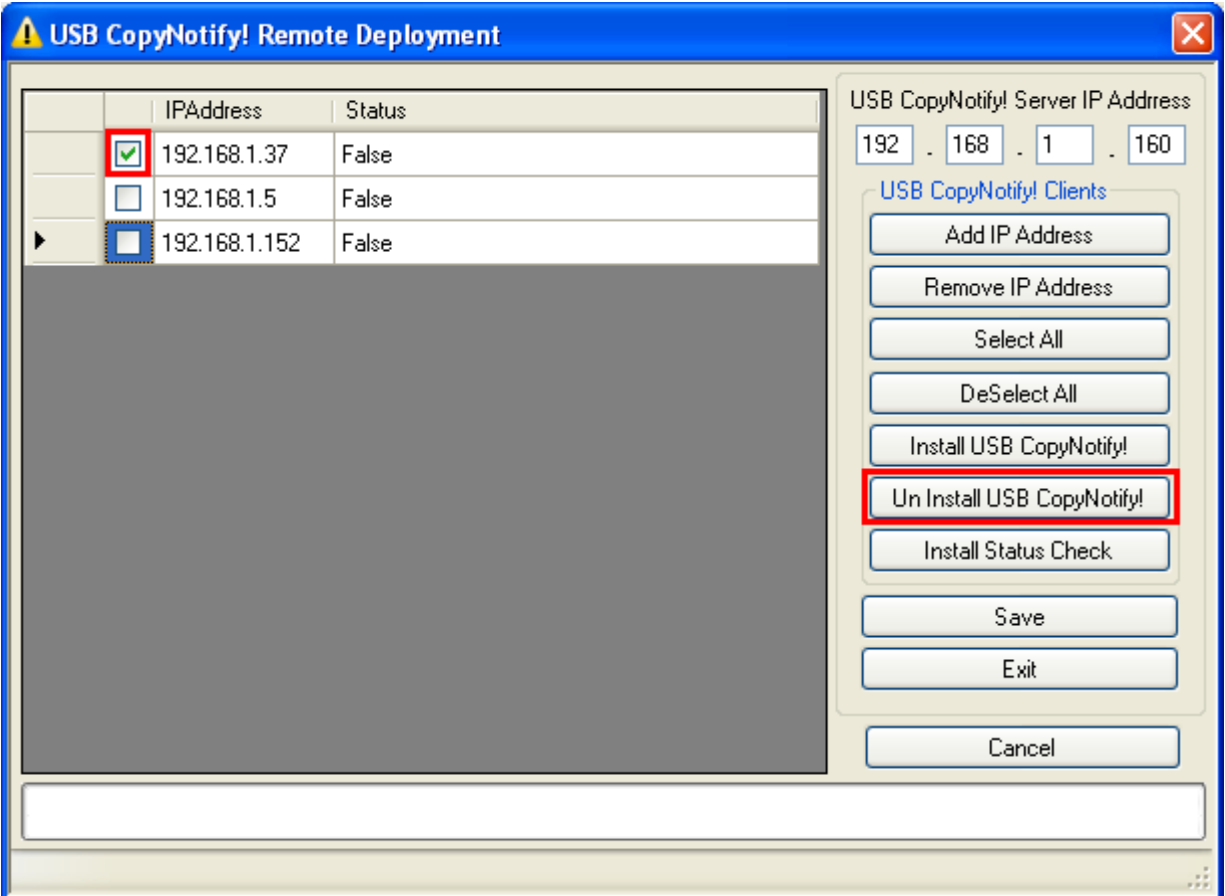 USB CopyNotify! Remote Deployment
IPAddress Status
192.168.1.37 False
192.168.1.5 False
192.168.1.152 False
USB CopyNotify! Server IP Addrress
192 . 168 . 1 . 160
USB CopyNotify! Clients
Add IP Address
Remove IP Address
Select All
DeSelect All
Install USB CopyNotify!
Un Install USB CopyNotify!
Install Status Check
Save
Exit
Cancel